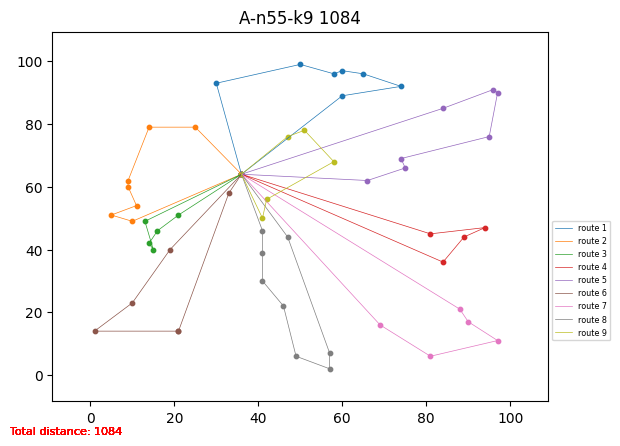 A-n55-k9 1084
100
80
60
40
20
0
0 20 40 60 80 100
route 1
route 2
route 3
route 4
route 5
route 6
route 7
route 8
route 9
Total distance: 1084